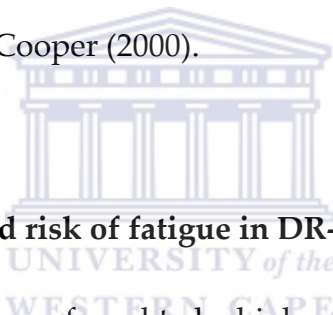 Cooper (2000).
d risk of fatigue in DR-
UNIVERSITY of the
WESTERN CAPE